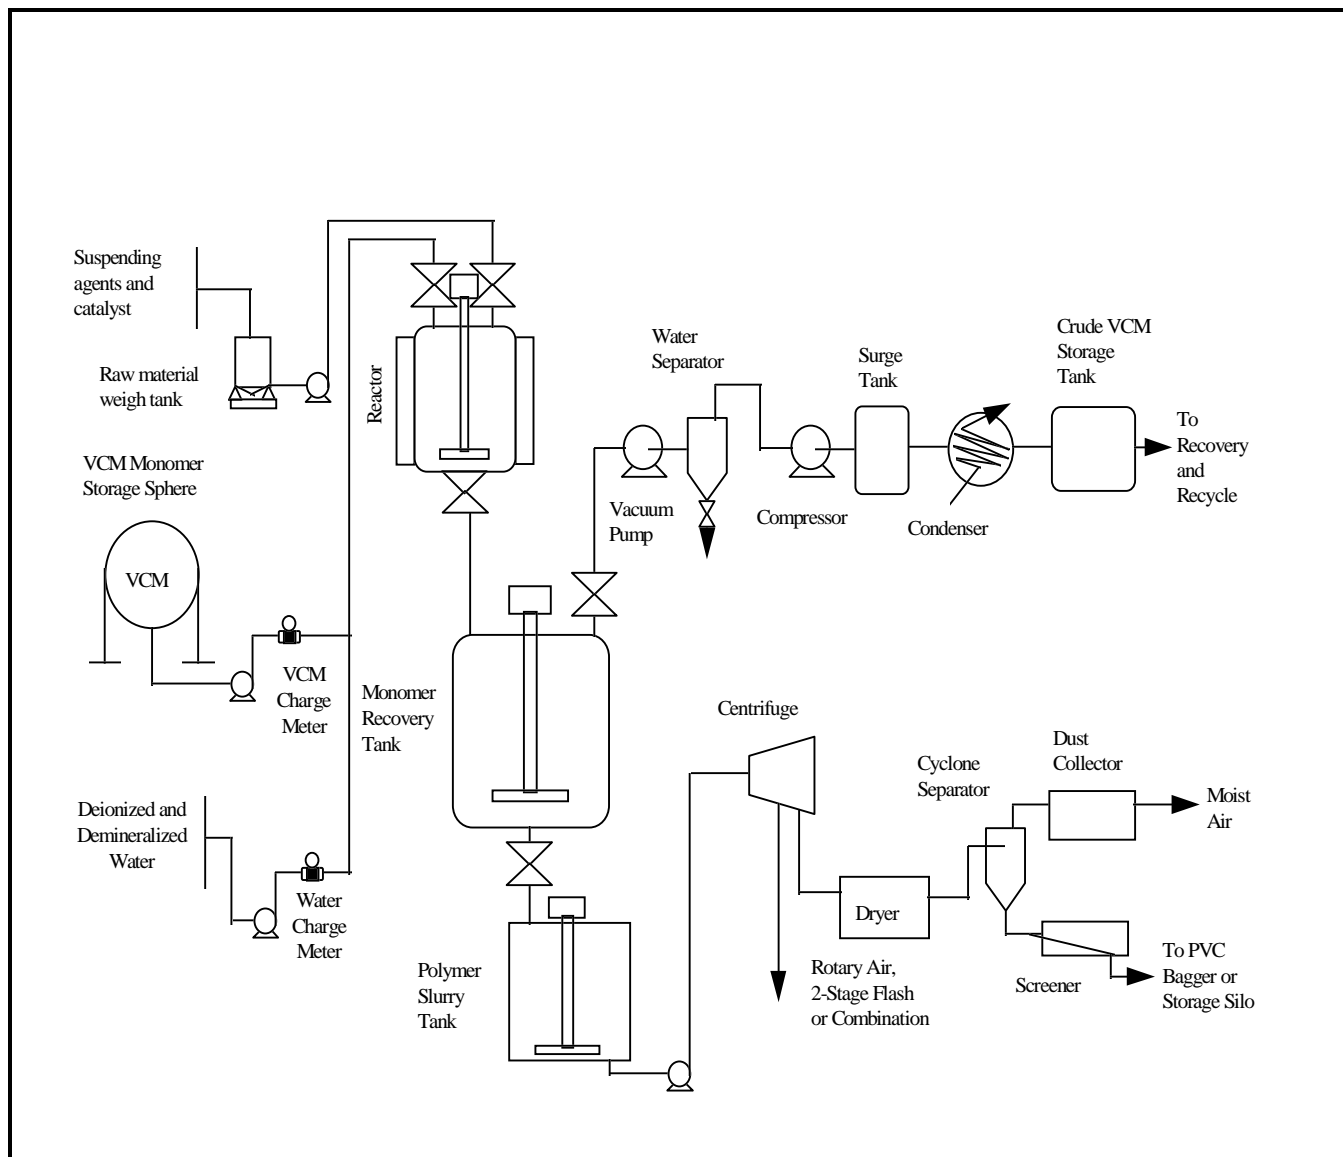 Suspending
agents and
catalyst
Raw material
weigh tank
Reactor
VCM Monomer
Storage Sphere
VCM
VCM
Charge
Meter
Monomer
Recovery
Tank
Deionized and
Demineralized
Water
Water
Charge
Meter
Polymer
Slurry
Tank
Water
Separator
Vacuum
Pump
Compressor
Surge
Tank
Condenser
Crude VCM
Storage
Tank
To
Recovery
and
Recycle
Centrifuge
Dryer
Rotary Air,
2-Stage Flash
or Combination
Cyclone
Separator
Dust
Collector
Moist
Air
Screener
To PVC
Bagger or
Storage Silo